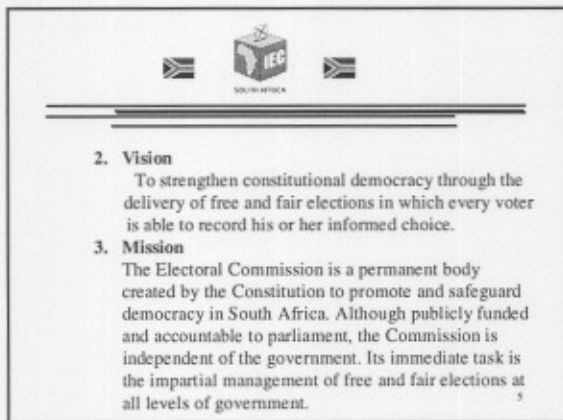 IEC
SOUTH AFRICA
2. Vision
To strengthen constitutional democracy through the
delivery of free and fair elections in which every voter
is able to record his or her informed choice.
3. Mission
The Electoral Commission is a permanent body
created by the Constitution to promote and safeguard
democracy in South Africa. Although publicly funded
and accountable to parliament, the Commission is
independent of the government. Its immediate task is
the impartial management of free and fair elections at
all levels of government.
5